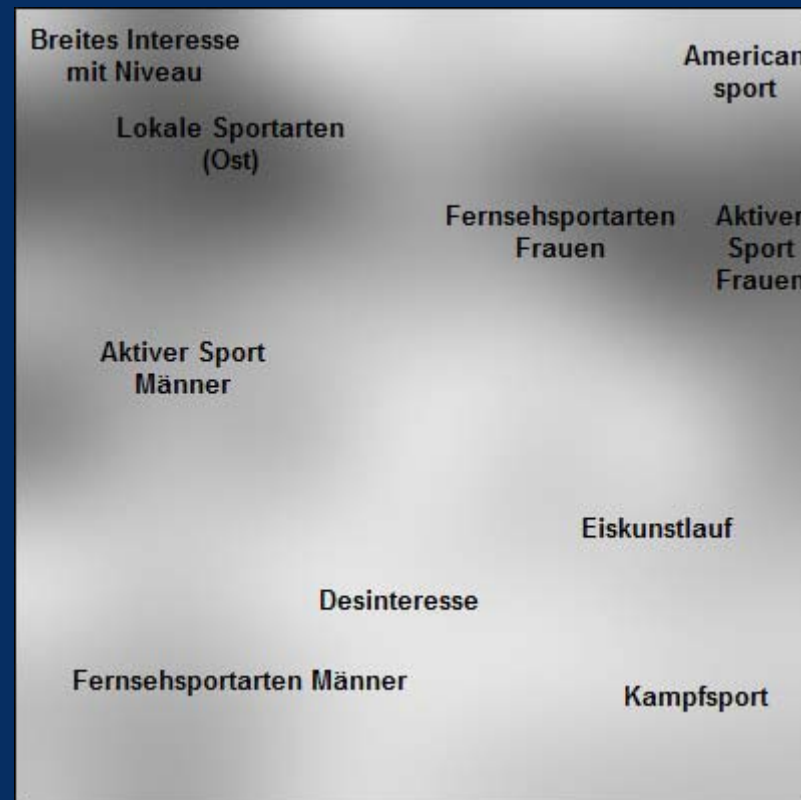 Breites Interesse
mit Niveau
American
sport
Lokale Sportarten
(Ost)
Fernsehsportarten
Frauen
Aktiver
Sport
Frauen
Aktiver Sport
Männer
Eiskunstlauf
Desinteresse
Fernsehsportarten Männer
Kampfsport